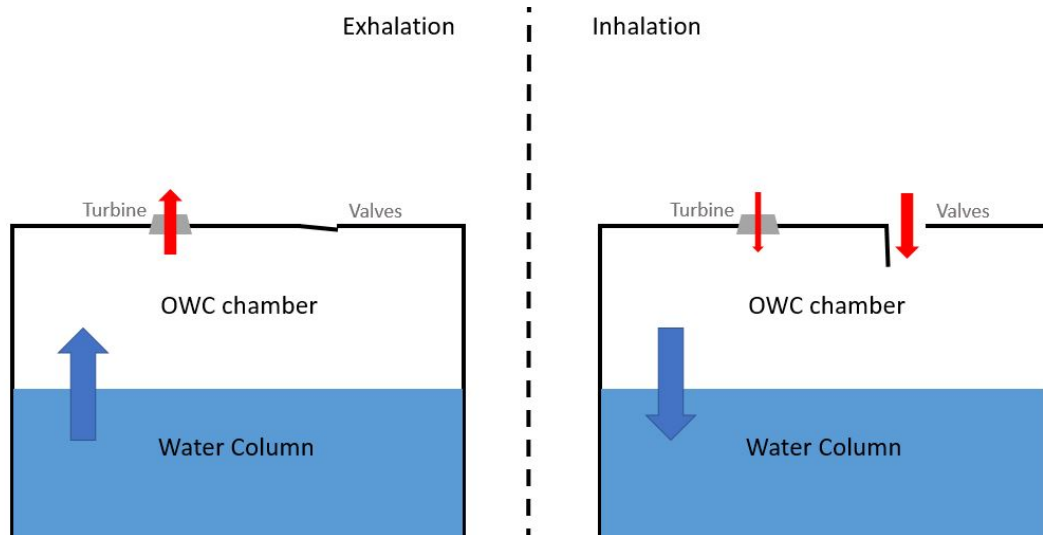 Exhalation
Inhalation
Turbine
Valves
Turbine
Valves
OWC chamber
OWC chamber
Water Column
Water Column